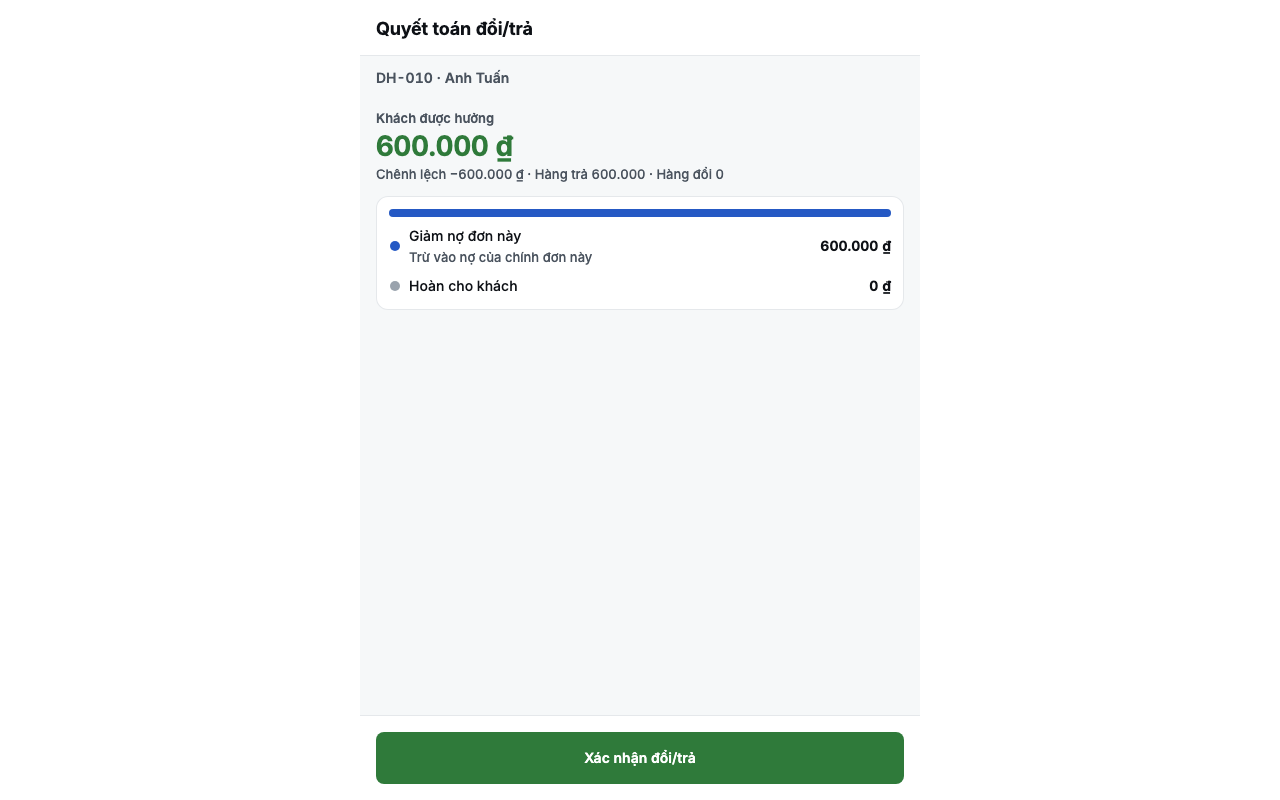 Quyết toán đổi/trả
DH-010 · Anh Tuấn
Khách được hưởng
600.000 ₫
Chênh lệch −600.000 ₫ · Hàng trả 600.000 · Hàng đổi 0
Giảm nợ đơn này
600.000 ₫
Trừ vào nợ của chính đơn này
Hoàn cho khách
0 ₫
Xác nhận đổi/trả